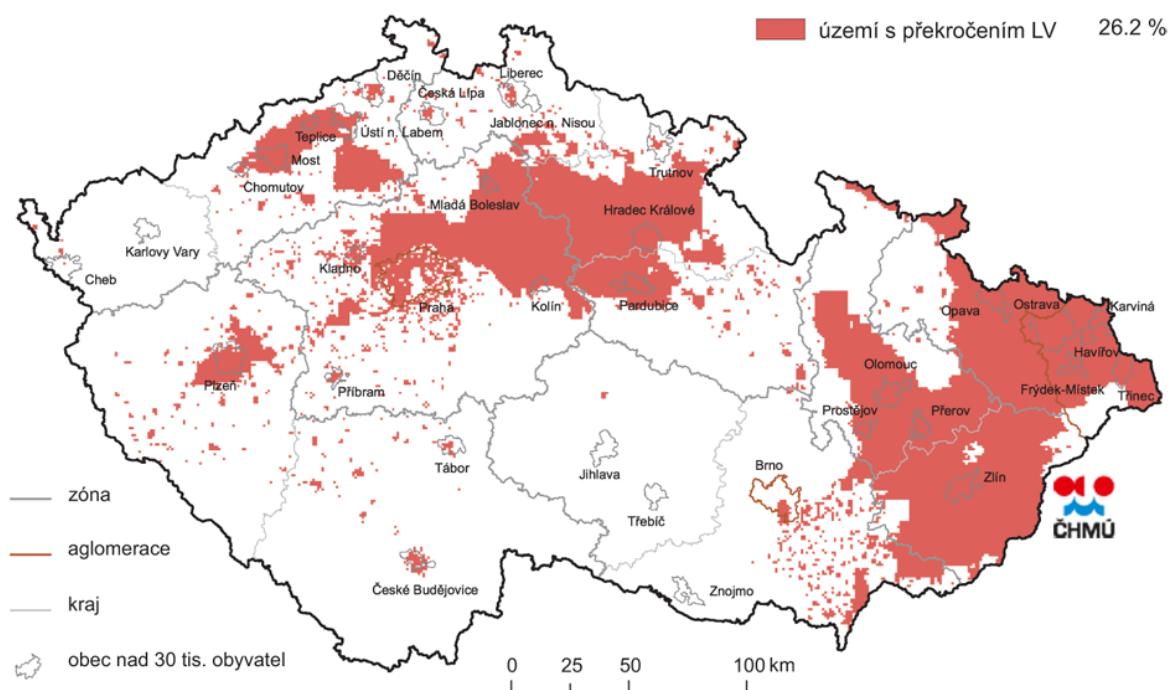 území s překročením LV 26.2 %
Děčín
Liberec
Česká Lípa
Jablonec n. Nisou
Teplice
Ústí n. Labem
Most
Chomutov
Trutnov
Mladá Boleslav
Hradec Králové
Karlovy Vary
Cheb
Kladno
Praha
Kolín
Pardubice
Opava
Ostrava
Karviná
Havířov
Olomouc
Frýdek-Místek
Třinec
Plzeň
Příbram
Prostějov
Přerov
Tábor
Jihlava
Brno
Zlín
Třebíč
ČHMÚ
České Budějovice
Znojmo
zóna
aglomerace
kraj
obec nad 30 tis. obyvatel
0 25 50 100 km